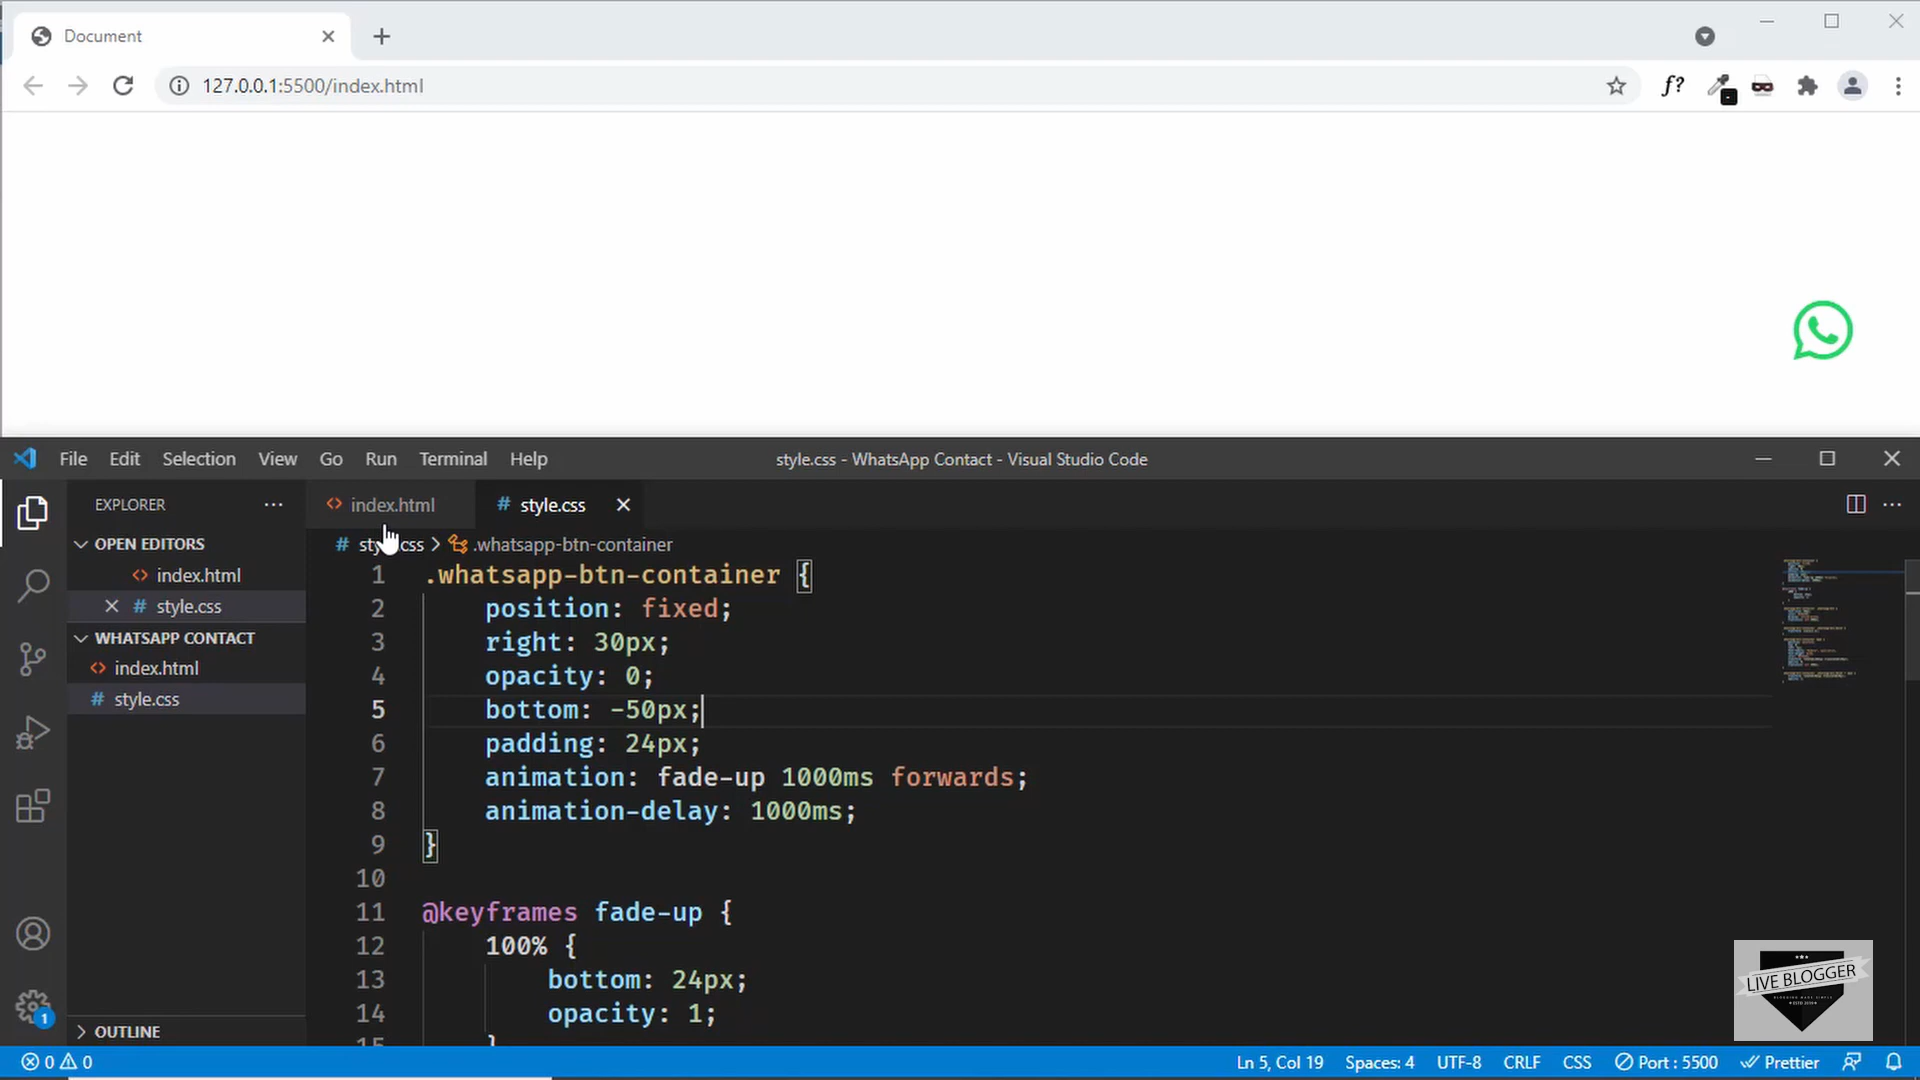 Document
127.0.0.1:5500/index.html
f?
File Edit Selection View Go Run Terminal Help
style.css - WhatsApp Contact - Visual Studio Code
EXPLORER
index.html
style.css
OPEN EDITORS
index.html
style.css
WHATSAPP CONTACT
index.html
style.css
OUTLINE
1
style.css > .whatsapp-btn-container
1 .whatsapp-btn-container {
2 position: fixed;
3 right: 30px;
4 opacity: 0;
5 bottom: -50px;
6 padding: 24px;
7 animation: fade-up 1000ms forwards;
8 animation-delay: 1000ms;
9 }
10
11 @keyframes fade-up {
12 100% {
13 bottom: 24px;
14 opacity: 1;
15 }
LIVE BLOGGER
0 0
Ln 5, Col 19 Spaces: 4 UTF-8 CRLF CSS Port : 5500 Prettier